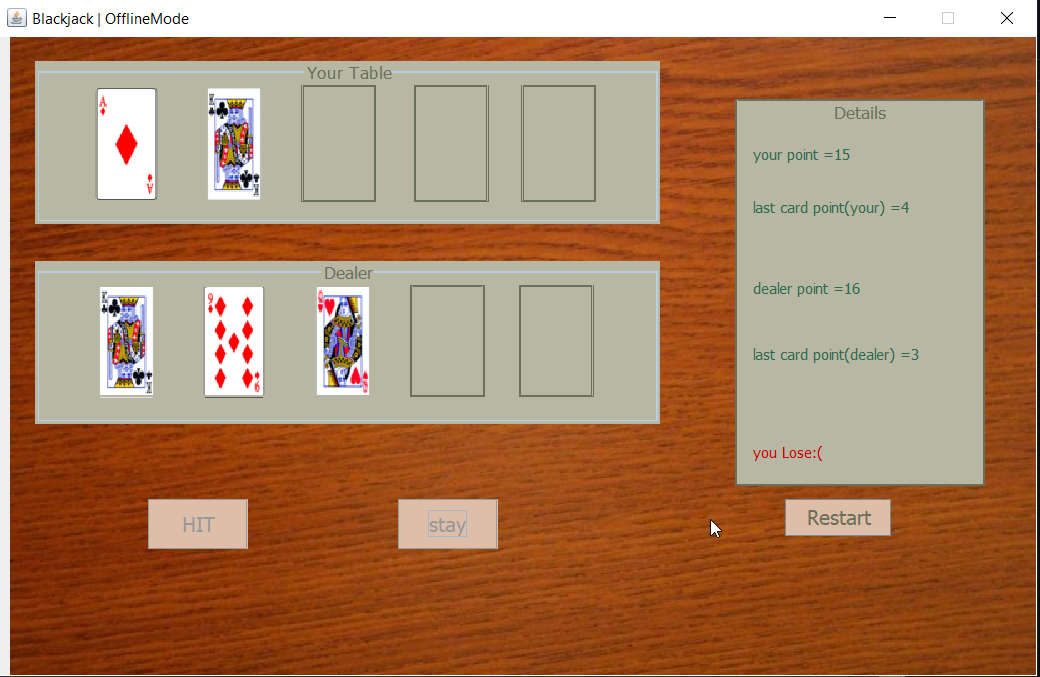 Blackjack | OfflineMode
Your Table
A
A
K
K
Dealer
K
K
9
9
Q
Q
Details
your point =15
last card point(your) =4
dealer point =16
last card point(dealer) =3
you Lose:(
HIT
stay
Restart